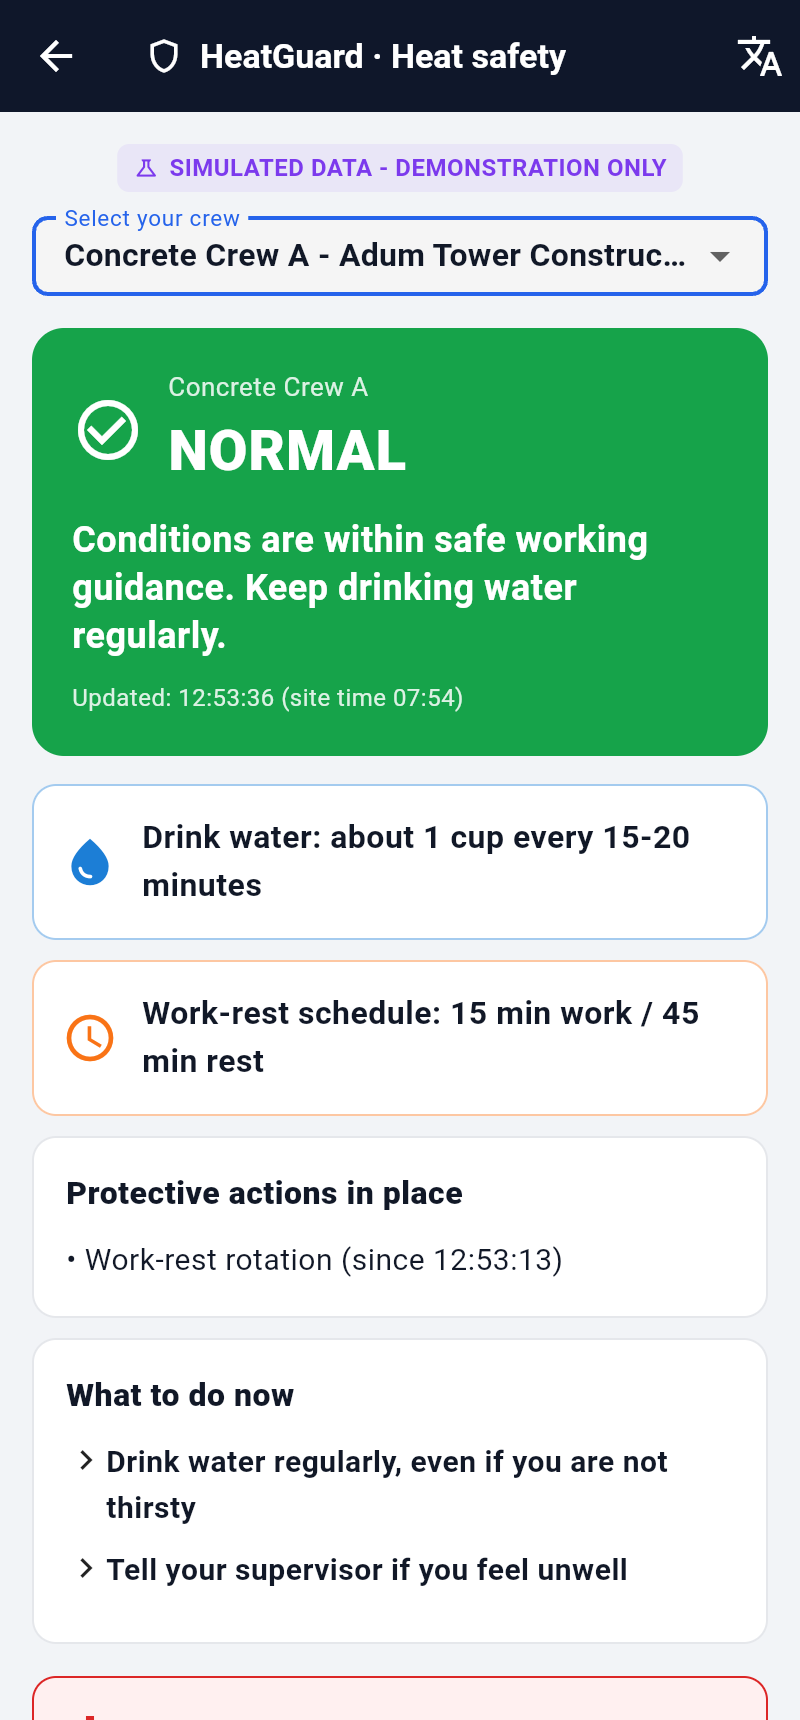 HeatGuard · Heat safety
SIMULATED DATA - DEMONSTRATION ONLY
Select your crew
Concrete Crew A - Adum Tower Construc...
Concrete Crew A
NORMAL
Conditions are within safe working
guidance. Keep drinking water
regularly.
Updated: 12:53:36 (site time 07:54)
Drink water: about 1 cup every 15-20
minutes
Work-rest schedule: 15 min work / 45
min rest
Protective actions in place
• Work-rest rotation (since 12:53:13)
What to do now
Drink water regularly, even if you are not
thirsty
Tell your supervisor if you feel unwell